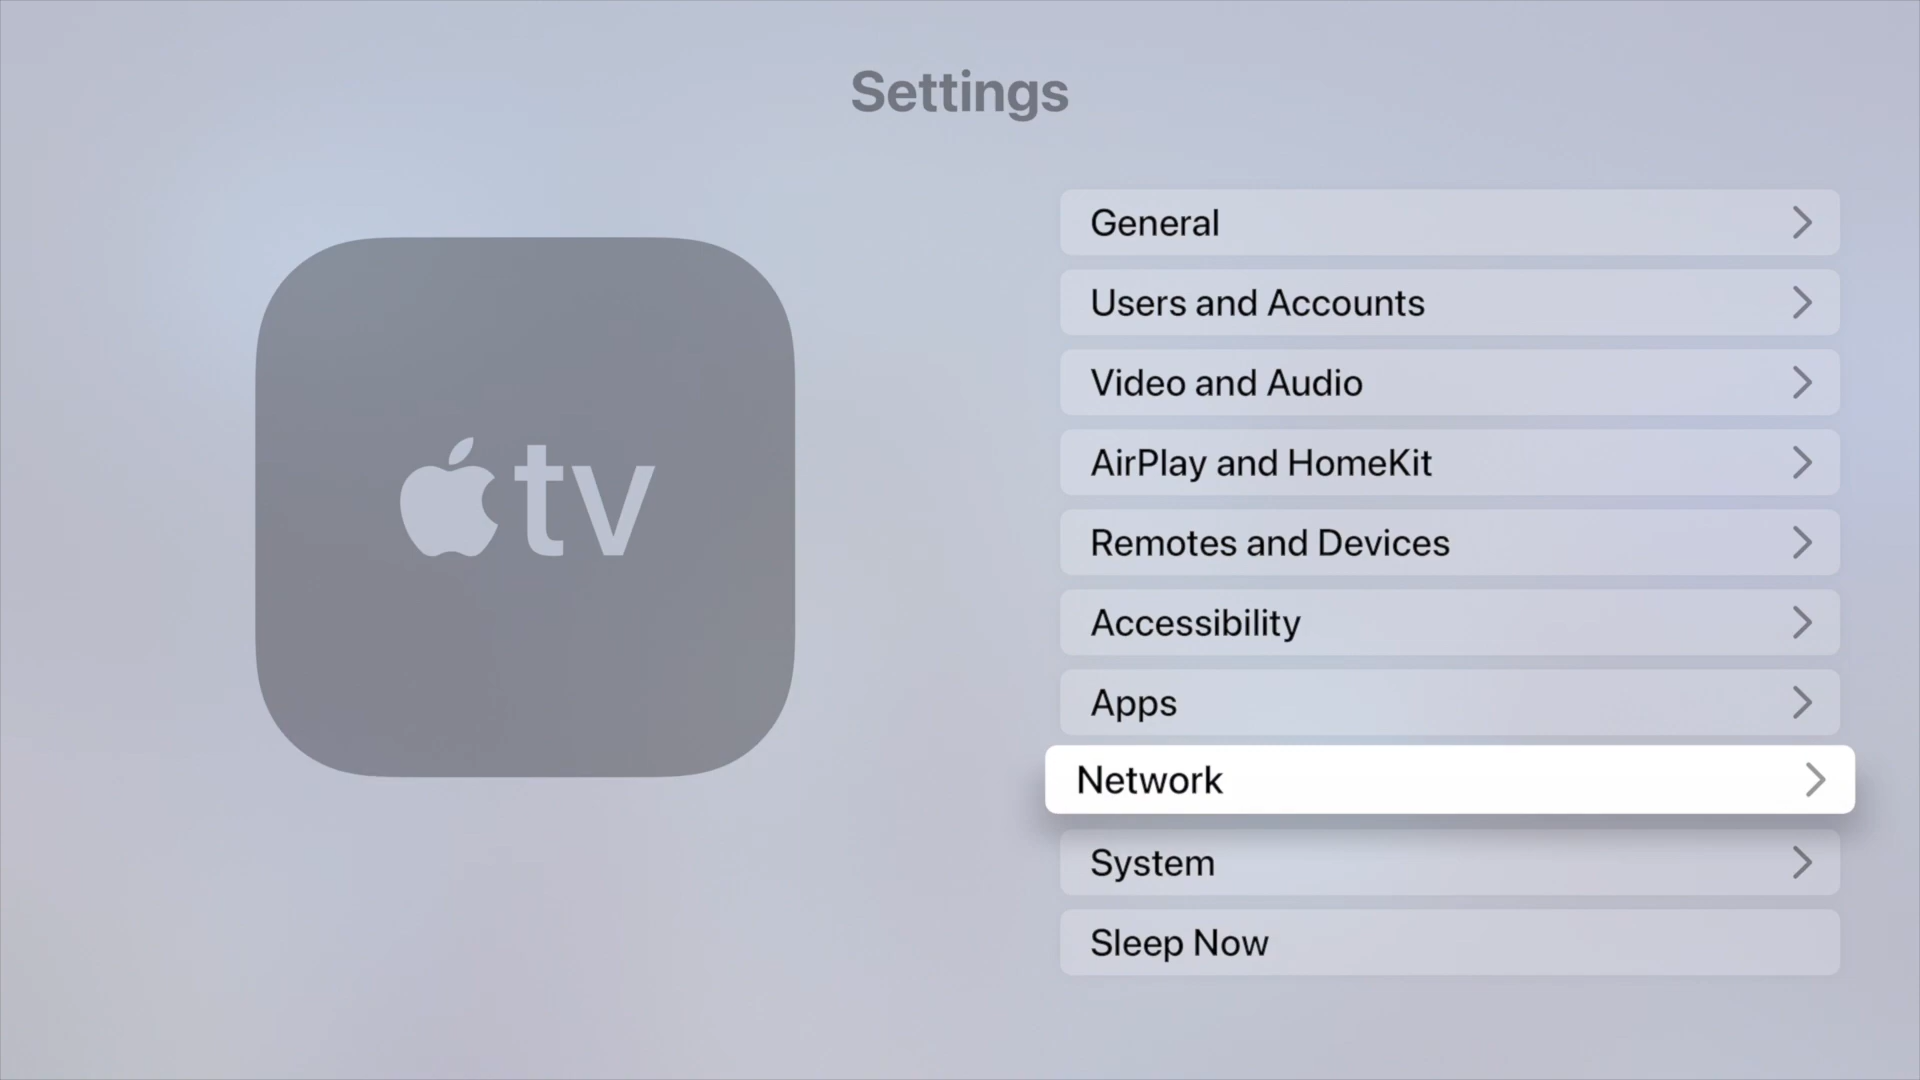 Settings
tv
General
Users and Accounts
Video and Audio
AirPlay and HomeKit
Remotes and Devices
Accessibility
Apps
Network
System
Sleep Now